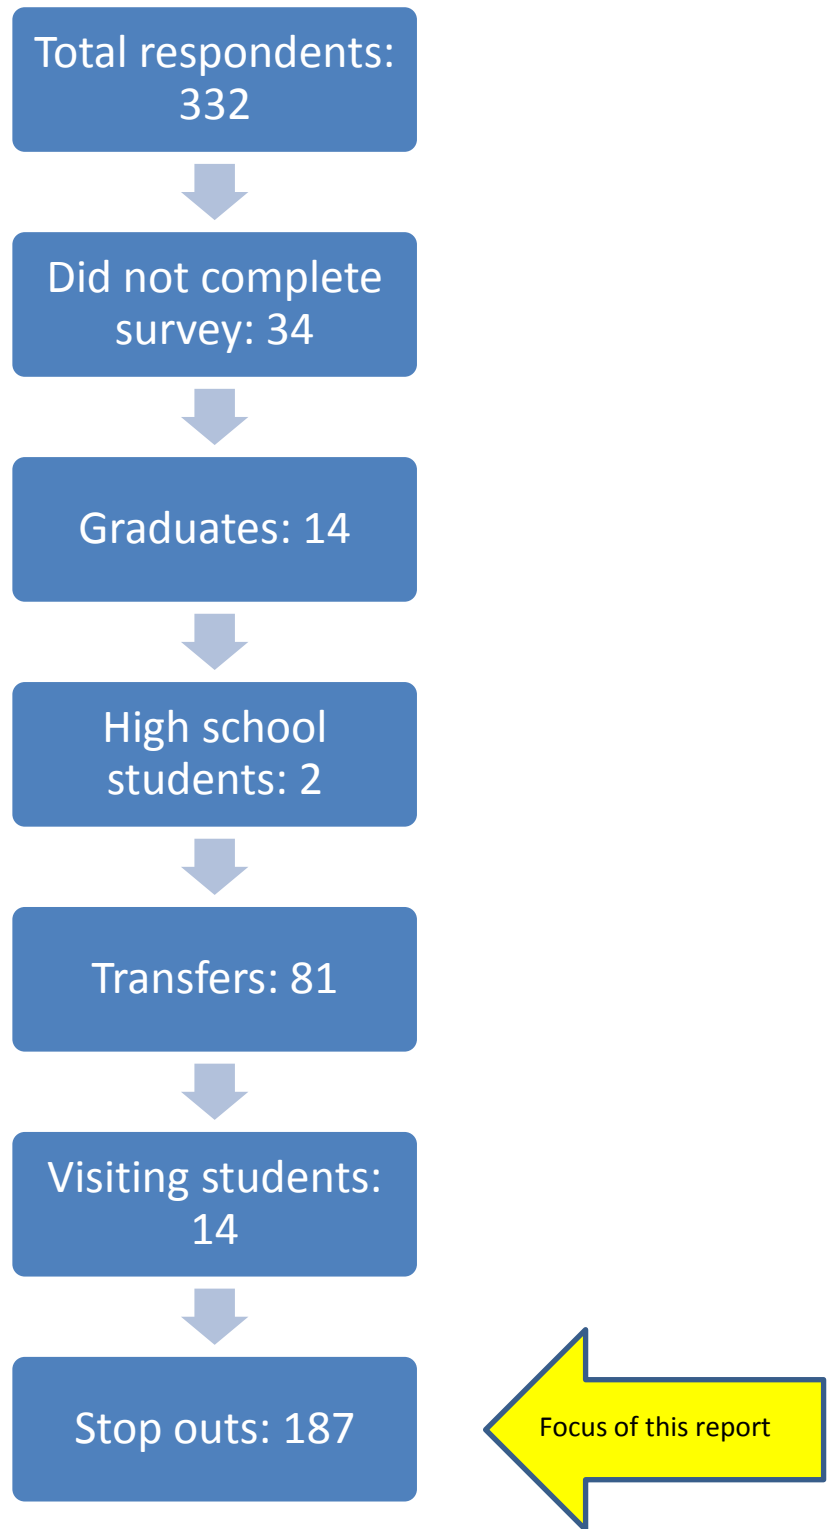 Total respondents:
332
Did not complete
survey: 34
Graduates: 14
High school
students: 2
Transfers: 81
Visiting students:
14
Stop outs: 187
Focus of this report